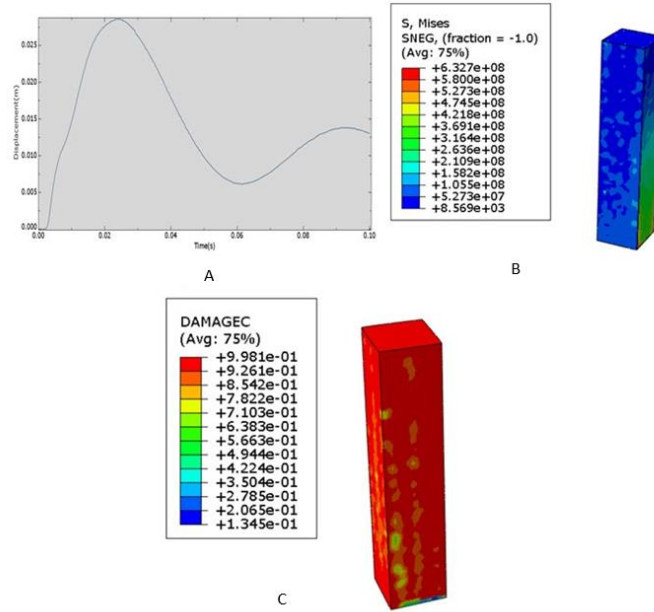 0.025
0.020
0.015
0.010
0.005
0.000
Displacement(m)
0.00 0.02 0.04 0.06 0.08 0.10
Time(s)
A
S, Mises
SNEG, (fraction = -1.0)
(Avg: 75%)
+6.327e+08
+5.800e+08
+5.273e+08
+4.745e+08
+4.218e+08
+3.691e+08
+3.164e+08
+2.636e+08
+2.109e+08
+1.582e+08
+1.055e+08
+5.273e+07
+8.569e+03
B
DAMAGEC
(Avg: 75%)
+9.981e-01
+9.261e-01
+8.542e-01
+7.822e-01
+7.103e-01
+6.383e-01
+5.663e-01
+4.944e-01
+4.224e-01
+3.504e-01
+2.785e-01
+2.065e-01
+1.345e-01
C